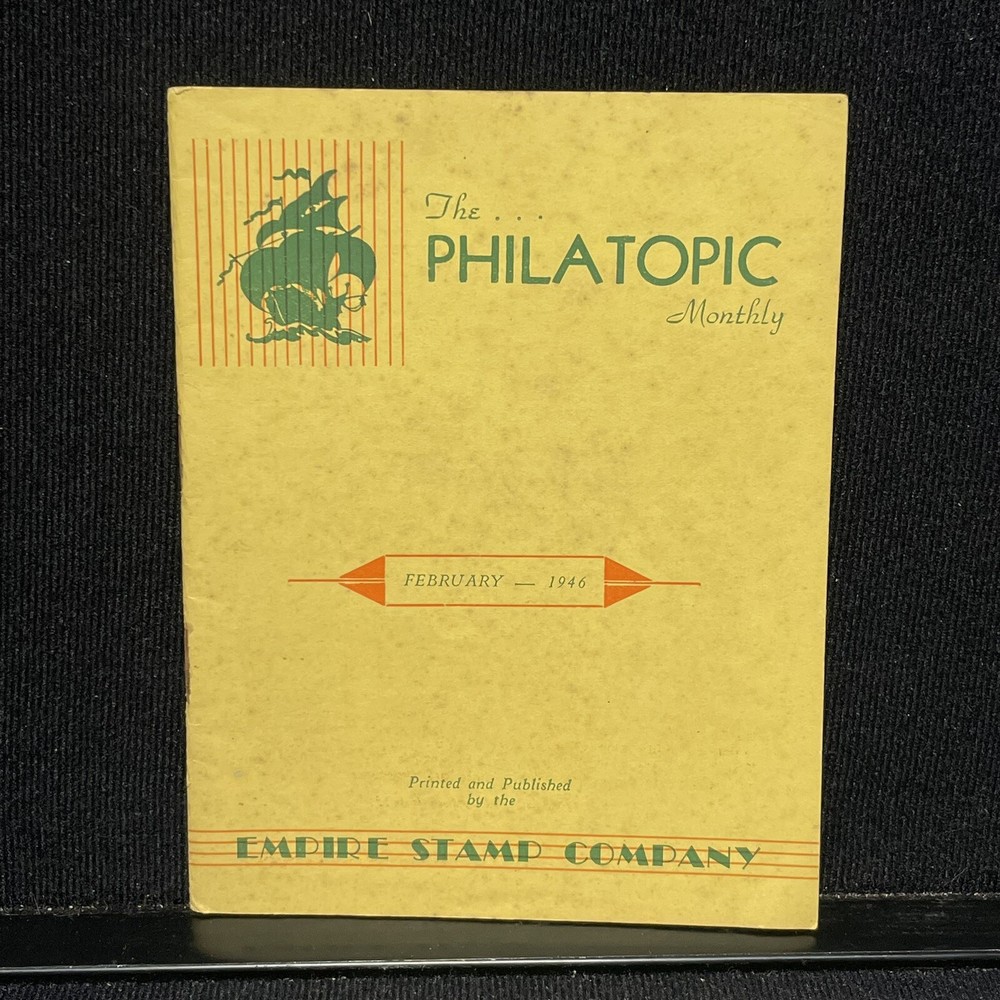 The . . .
PHILATOPIC
Monthly
FEBRUARY — 1946
Printed and Published
by the
EMPIRE STAMP COMPANY